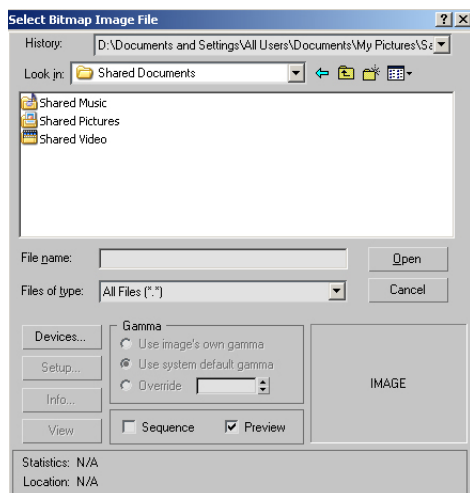 Select Bitmap Image File
History: D:\Documents and Settings\All Users\Documents\My Pictures\Sa
Look in: Shared Documents
Shared Music
Shared Pictures
Shared Video
File name: Open
Files of type: All Files (*.*) Cancel
Devices...
Setup...
Info...
View
Gamma
Use image's own gamma
Use system default gamma
Override
Sequence Preview
IMAGE
Statistics: N/A
Location: N/A